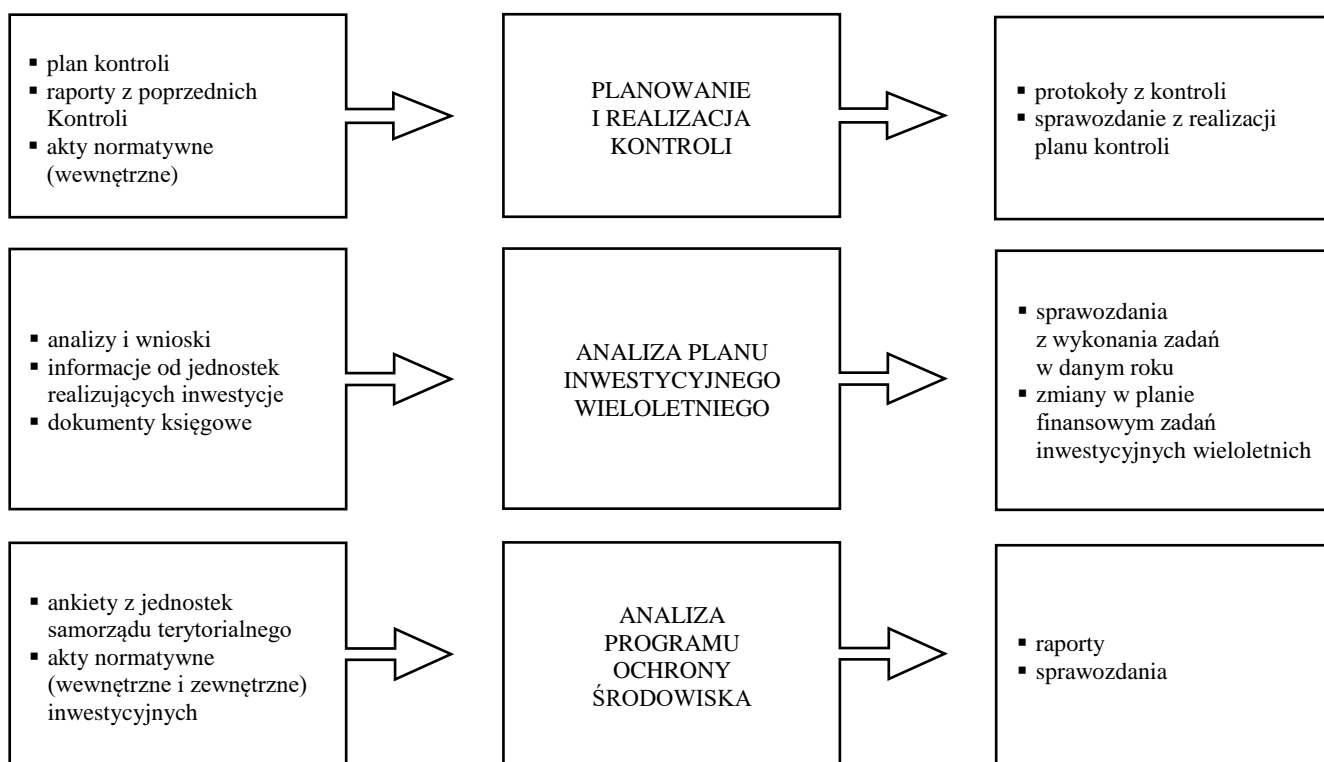 ▪ plan kontroli
▪ raporty z poprzednich
Kontroli
▪ akty normatywne
(wewnętrzne)
PLANOWANIE
I REALIZACJA
KONTROLI
▪ protokoły z kontroli
▪ sprawozdanie z realizacji
planu kontroli
▪ analizy i wnioski
▪ informacje od jednostek
realizujących inwestycje
▪ dokumenty księgowe
ANALIZA PLANU
INWESTYCYJNEGO
WIELOLETNIEGO
▪ sprawozdania
z wykonania zadań
w danym roku
▪ zmiany w planie
finansowym zadań
inwestycyjnych wieloletnich
▪ ankiety z jednostek
samorządu terytorialnego
▪ akty normatywne
(wewnętrzne i zewnętrzne)
inwestycyjnych
ANALIZA
PROGRAMU
OCHRONY
ŚRODOWISKA
▪ raporty
▪ sprawozdania